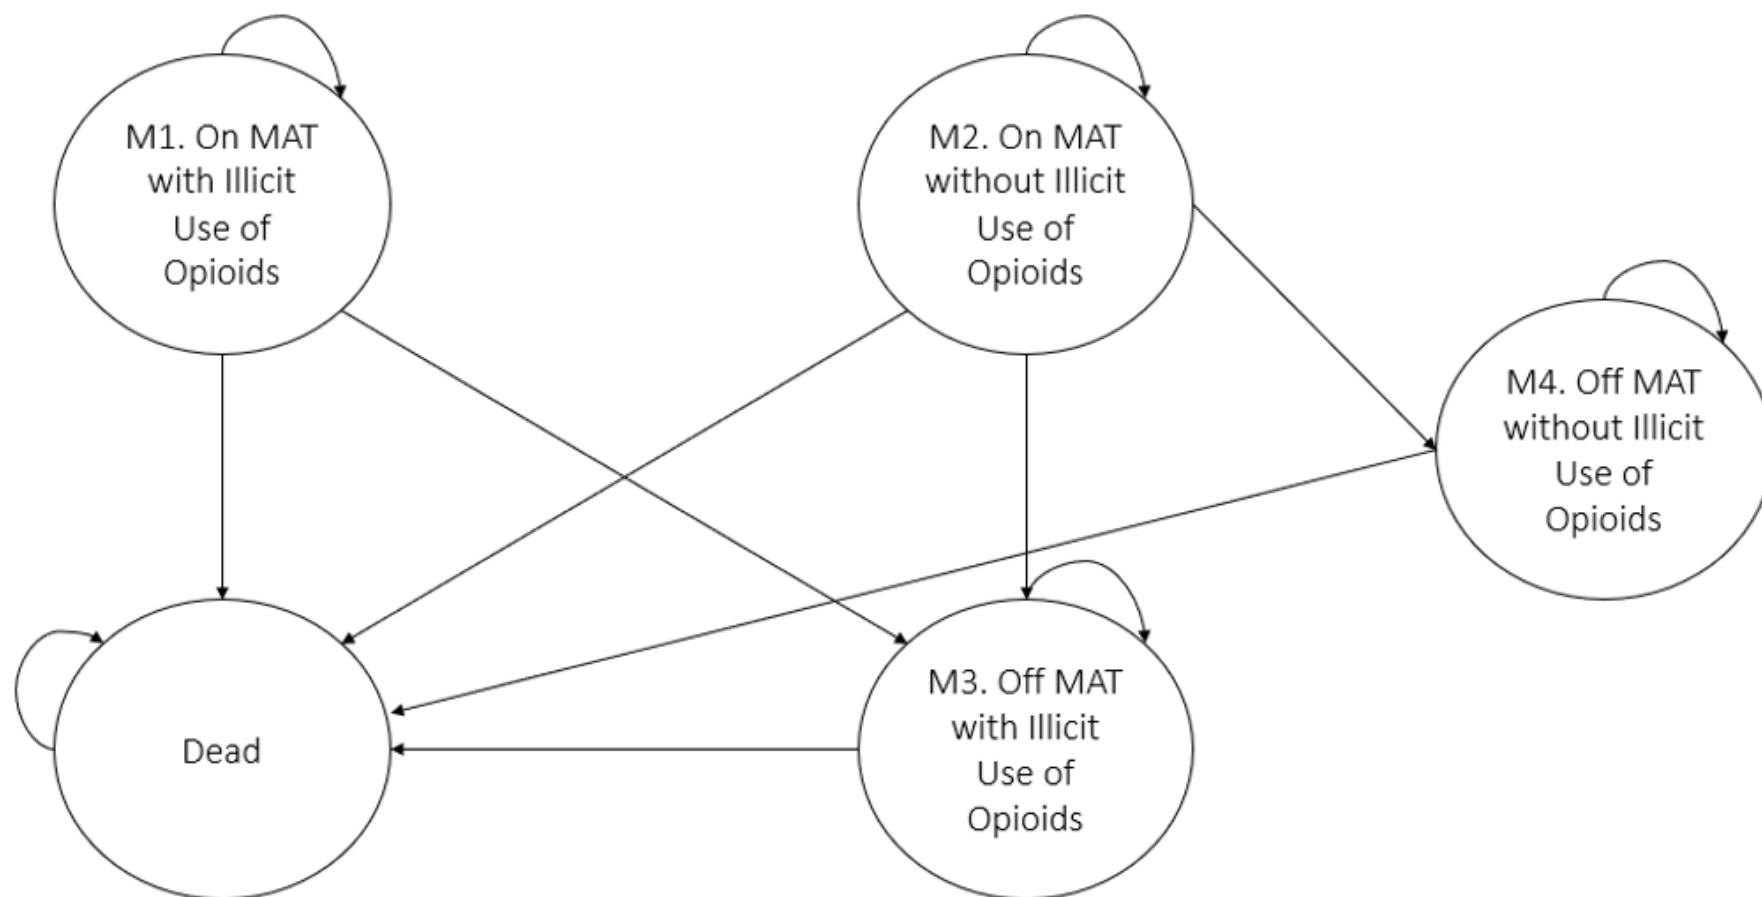 M1. On MAT
with Illicit
Use of
Opioids
M2. On MAT
without Illicit
Use of
Opioids
M4. Off MAT
without Illicit
Use of
Opioids
Dead
M3. Off MAT
with Illicit
Use of
Opioids